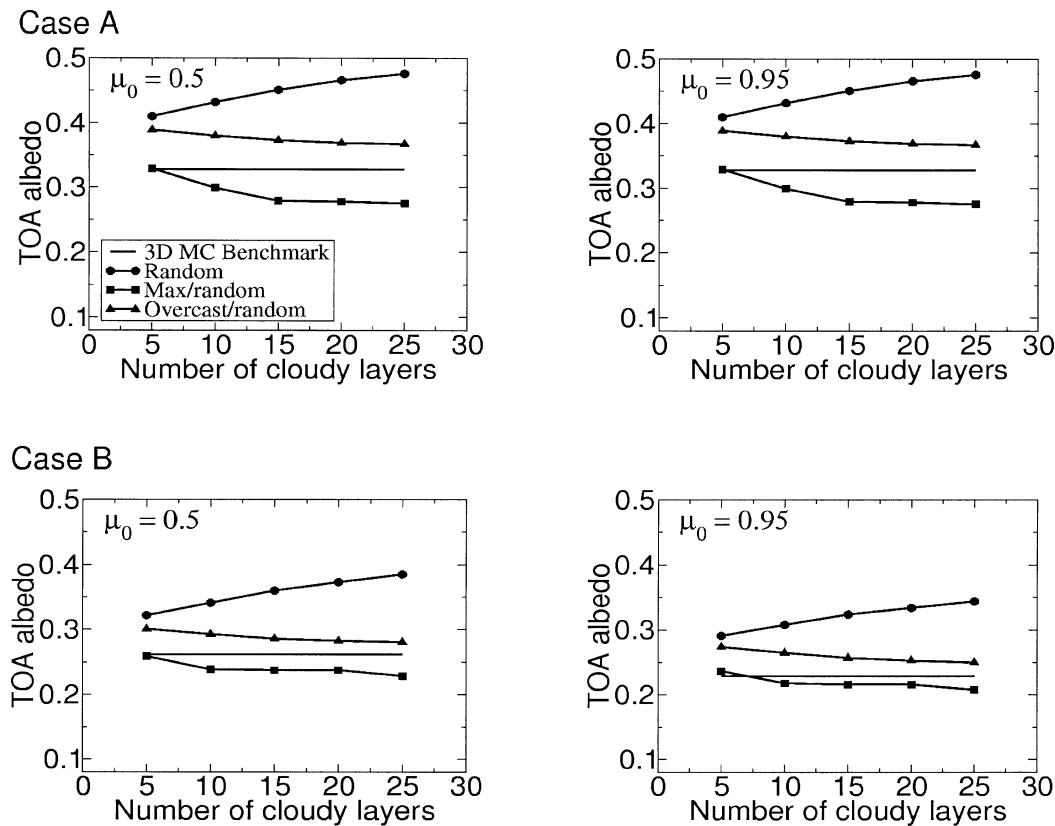 Case A
μ0 = 0.5
TOA albedo
0.5
0.4
0.3
0.2
0.1
3D MC Benchmark
Random
Max/random
Overcast/random
0 5 10 15 20 25 30
Number of cloudy layers
μ0 = 0.95
TOA albedo
0.5
0.4
0.3
0.2
0.1
0 5 10 15 20 25 30
Number of cloudy layers
Case B
μ0 = 0.5
TOA albedo
0.5
0.4
0.3
0.2
0.1
0 5 10 15 20 25 30
Number of cloudy layers
μ0 = 0.95
TOA albedo
0.5
0.4
0.3
0.2
0.1
0 5 10 15 20 25 30
Number of cloudy layers